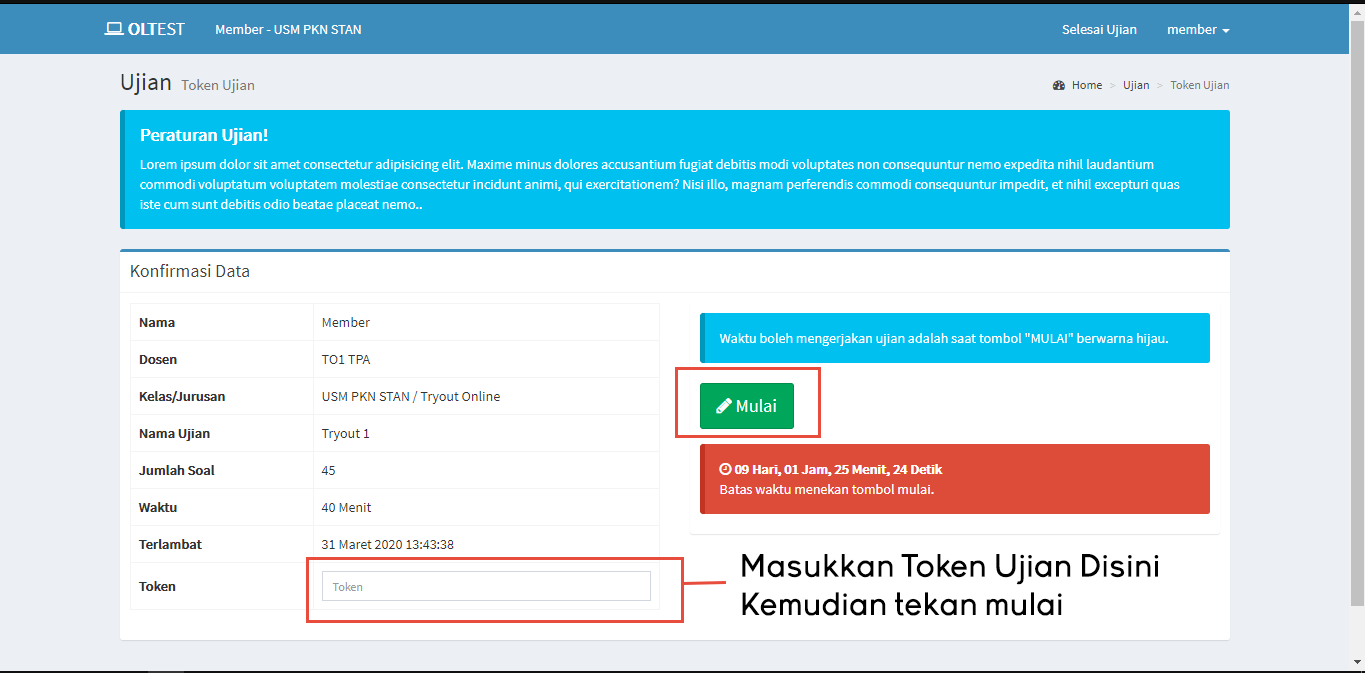 OLTEST Member - USM PKN STAN Selesai Ujian member
Ujian Token Ujian Home > Ujian > Token Ujian
Peraturan Ujian!
Lorem ipsum dolor sit amet consectetur adipisicing elit. Maxime minus dolores accusantium fugiat debitis modi voluptates non consequuntur nemo expedita nihil laudantium
commodi voluptatum voluptatem molestiae consectetur incidunt animi, qui exercitationem? Nisi illo, magnam perferendis commodi consequuntur impedit, et nihil excepturi quas
iste cum sunt debitis odio beatae placeat nemo..
Konfirmasi Data
Nama Member
Dosen TO1 TPA
Kelas/Jurusan USM PKN STAN / Tryout Online
Nama Ujian Tryout 1
Jumlah Soal 45
Waktu 40 Menit
Terlambat 31 Maret 2020 13:43:38
Token Token
Waktu boleh mengerjakan ujian adalah saat tombol "MULAI" berwarna hijau.
Mulai
09 Hari, 01 Jam, 25 Menit, 24 Detik
Batas waktu menekan tombol mulai.
Masukkan Token Ujian Disini
Kemudian tekan mulai